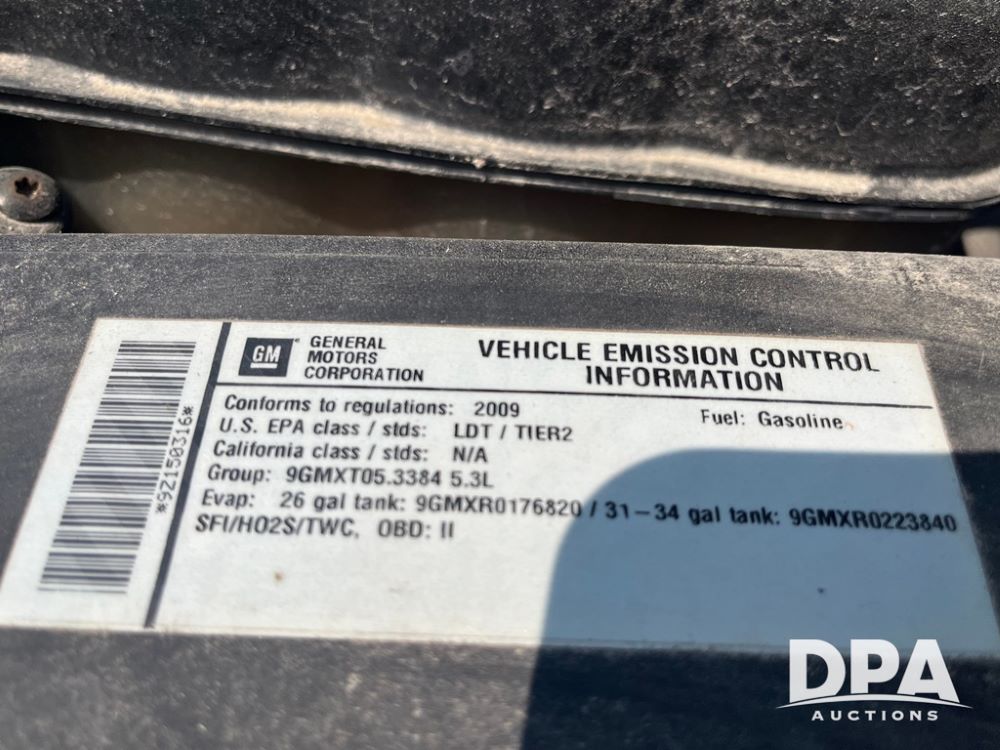 GM
GENERAL
MOTORS
CORPORATION
VEHICLE EMISSION CONTROL
INFORMATION
Conforms to regulations: 2009
Fuel: Gasoline
U.S. EPA class / stds: LDT / TIER2
California class / stds: N/A
Group: 9GMXT05.3384 5.3L
Evap: 26 gal tank: 9GMXR0176820 / 31-34 gal tank: 9GMXR0223840
SFI/HO2S/TWC, OBD: II
*9Z150316*
DPA
AUCTIONS